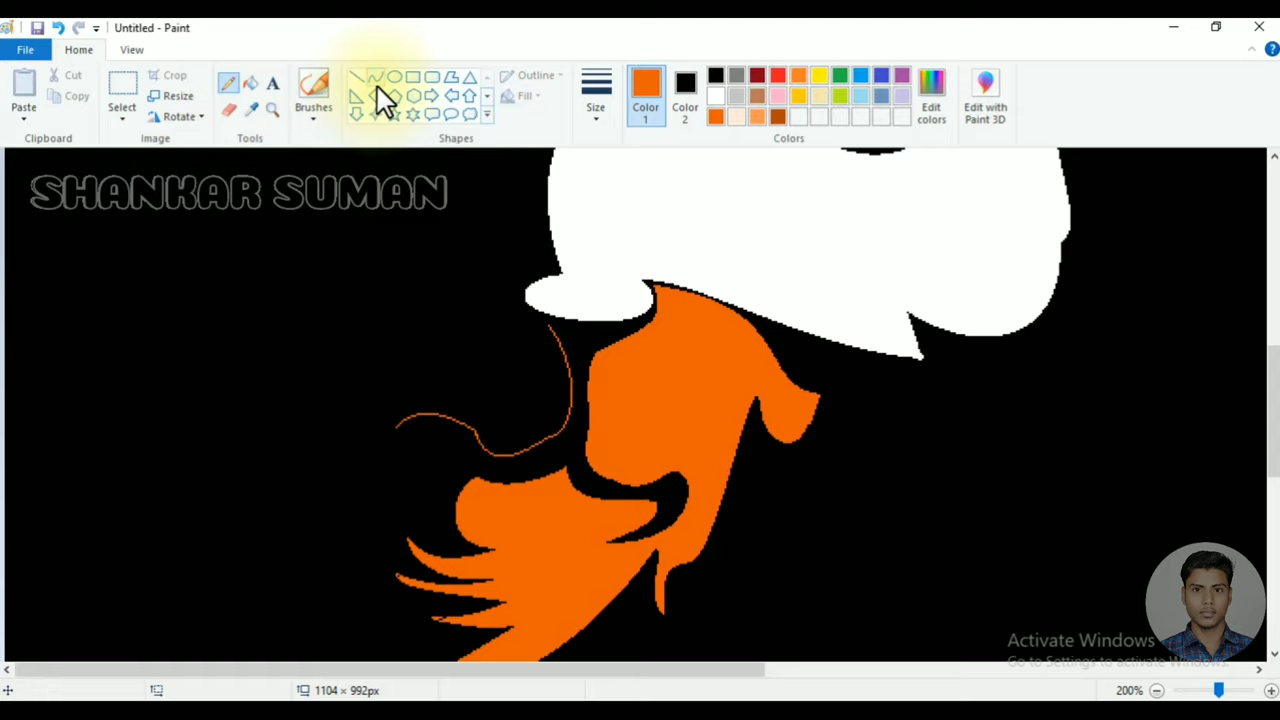 Untitled - Paint
File Home View
Paste
Cut
Copy
Clipboard
Select
Crop
Resize
Rotate
Image
Tools
Brushes
Outline
Fill
Shapes
Size
Color 1
Color 2
Edit colors
Colors
Edit with Paint 3D
SHANKAR SUMAN
Activate Windows
Go to Settings to activate Windows.
1104 × 992px
200%